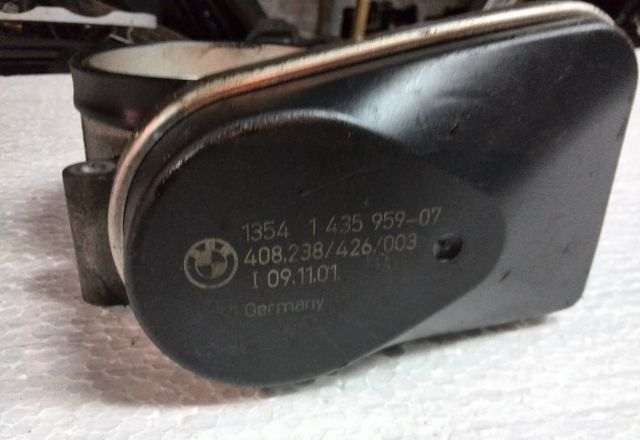 1354 1 435 959-07
408.238/426/003
I 09.11.01
Germany